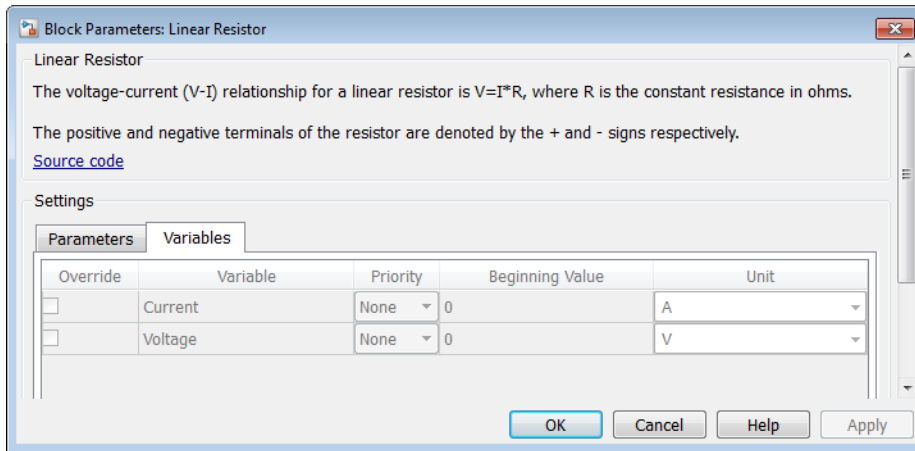 Block Parameters: Linear Resistor
Linear Resistor
The voltage-current (V-I) relationship for a linear resistor is V=I*R, where R is the constant resistance in ohms.
The positive and negative terminals of the resistor are denoted by the + and - signs respectively.
Source code
Settings
Parameters Variables
Override Variable Priority Beginning Value Unit
Current None 0 A
Voltage None 0 V
OK Cancel Help Apply